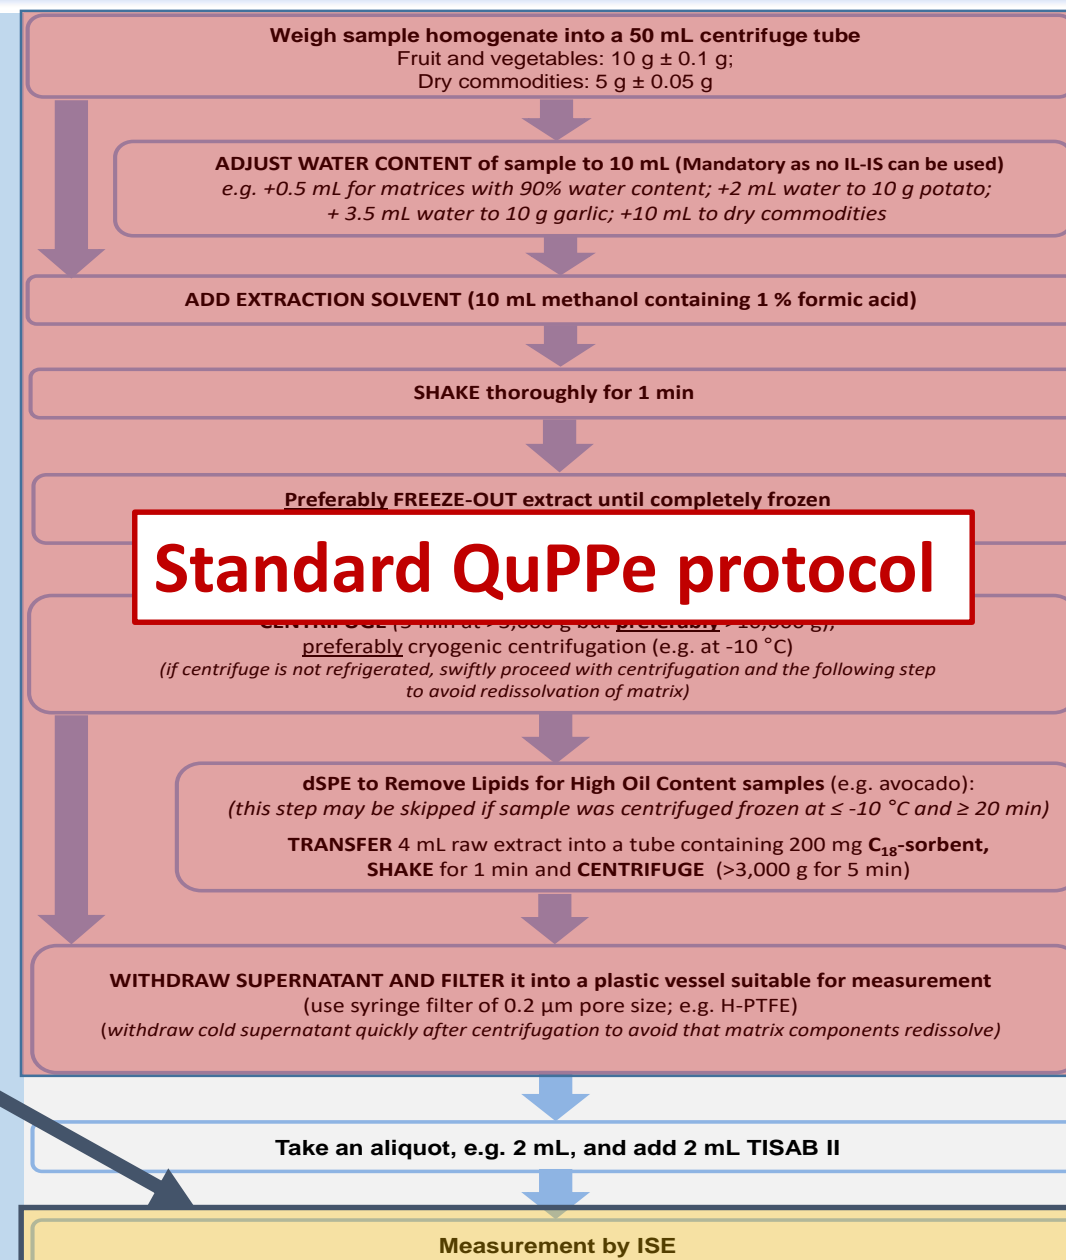 Weigh sample homogenate into a 50 mL centrifuge tube
Fruit and vegetables: 10 g ± 0.1 g;
Dry commodities: 5 g ± 0.05 g
ADJUST WATER CONTENT of sample to 10 mL (Mandatory as no IL-IS can be used)
e.g. +0.5 mL for matrices with 90% water content; +2 mL water to 10 g potato;
+ 3.5 mL water to 10 g garlic; +10 mL to dry commodities
ADD EXTRACTION SOLVENT (10 mL methanol containing 1 % formic acid)
SHAKE thoroughly for 1 min
Preferably FREEZE-OUT extract until completely frozen
Standard QuPPe protocol
CENTRIFUGE (5 min at >3,000 g but preferably >10,000 g),
preferably cryogenic centrifugation (e.g. at -10 °C)
(if centrifuge is not refrigerated, swiftly proceed with centrifugation and the following step
to avoid redissolvation of matrix)
dSPE to Remove Lipids for High Oil Content samples (e.g. avocado):
(this step may be skipped if sample was centrifuged frozen at ≤ -10 °C and ≥ 20 min)
TRANSFER 4 mL raw extract into a tube containing 200 mg C18-sorbent,
SHAKE for 1 min and CENTRIFUGE (>3,000 g for 5 min)
WITHDRAW SUPERNATANT AND FILTER it into a plastic vessel suitable for measurement
(use syringe filter of 0.2 µm pore size; e.g. H-PTFE)
(withdraw cold supernatant quickly after centrifugation to avoid that matrix components redissolve)
Take an aliquot, e.g. 2 mL, and add 2 mL TISAB II
Measurement by ISE